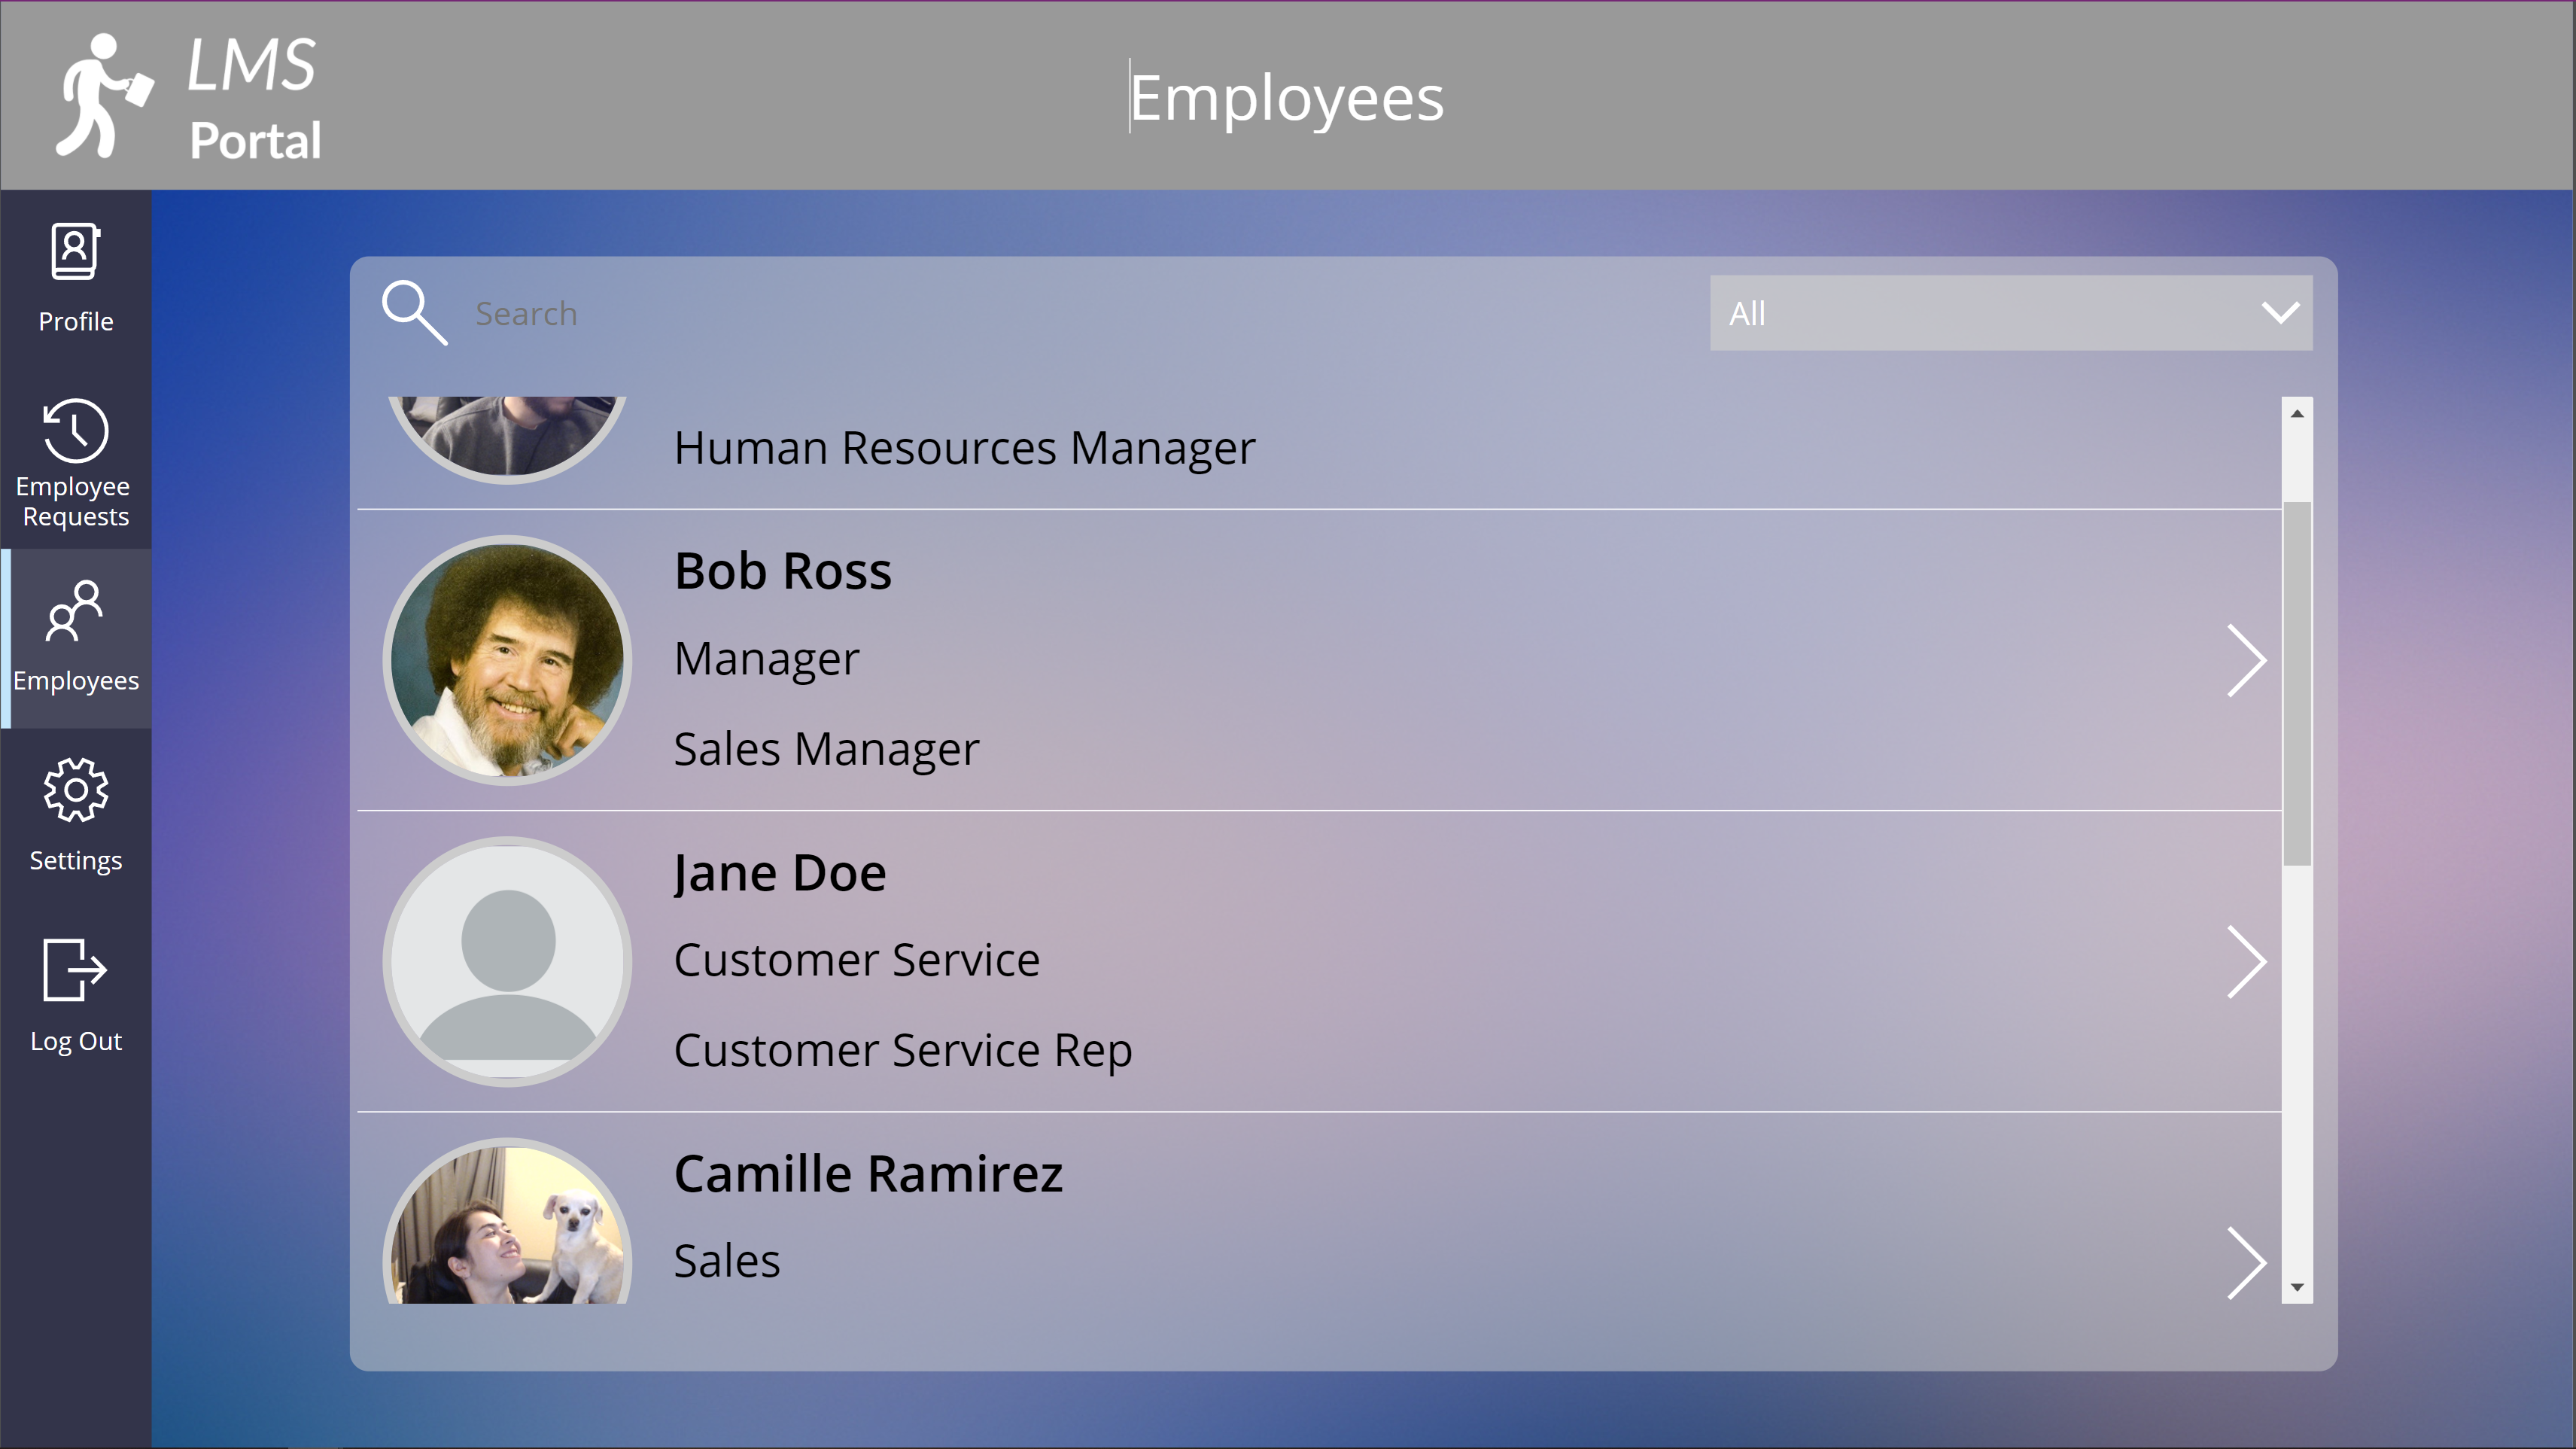 LMS
Portal
Employees
Profile
Employee
Requests
Employees
Settings
Log Out
Search
All
Human Resources Manager
Bob Ross
Manager
Sales Manager
Jane Doe
Customer Service
Customer Service Rep
Camille Ramirez
Sales